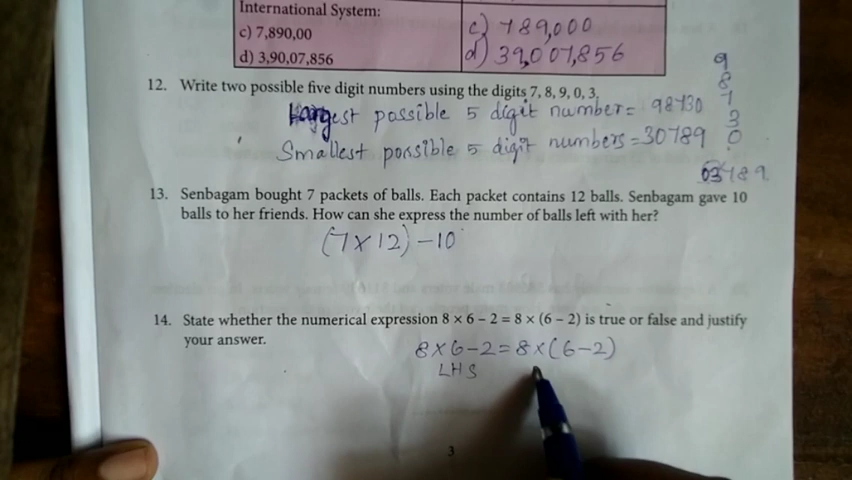 International System:
c) 7,890,00
c) 789,000
d) 3,90,07,856
d) 39,007,856
12. Write two possible five digit numbers using the digits 7, 8, 9, 0, 3.
Largest possible 5 digit number = 98730
Smallest possible 5 digit numbers = 30789
9
8
7
3
0
03789
13. Senbagam bought 7 packets of balls. Each packet contains 12 balls. Senbagam gave 10
balls to her friends. How can she express the number of balls left with her?
(7 × 12) – 10
14. State whether the numerical expression 8 × 6 – 2 = 8 × (6 – 2) is true or false and justify
your answer.
8 × 6 – 2 = 8 × (6 – 2)
LHS
3